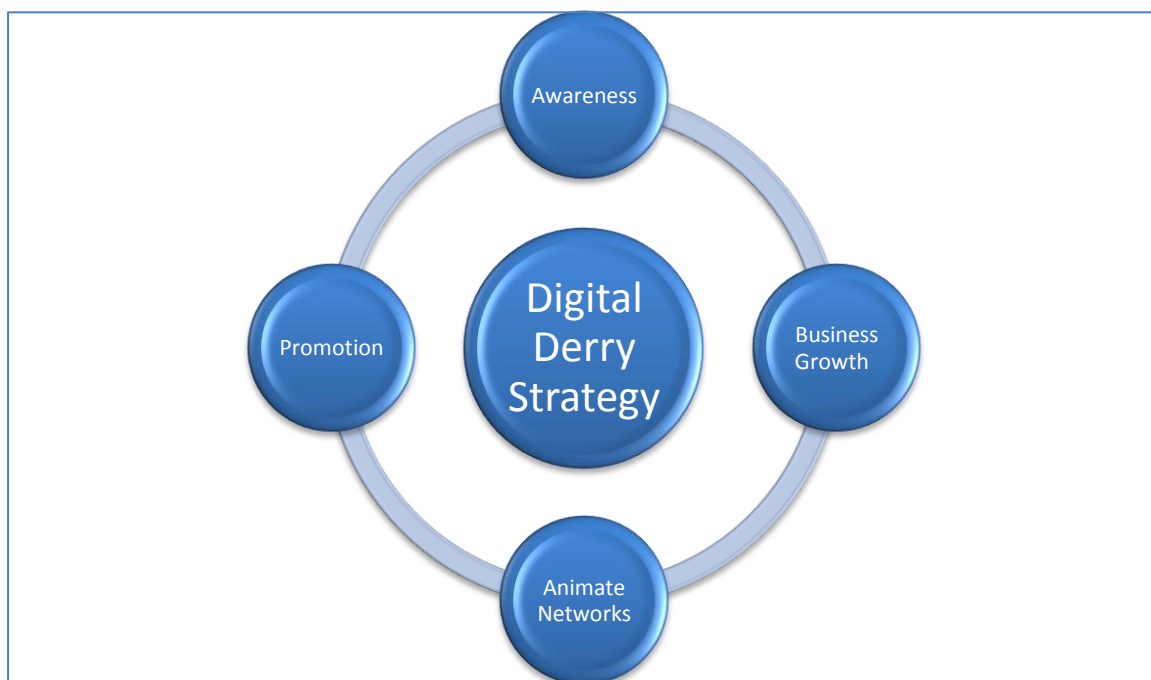 Awareness
Promotion
Digital
Derry
Strategy
Business
Growth
Animate
Networks